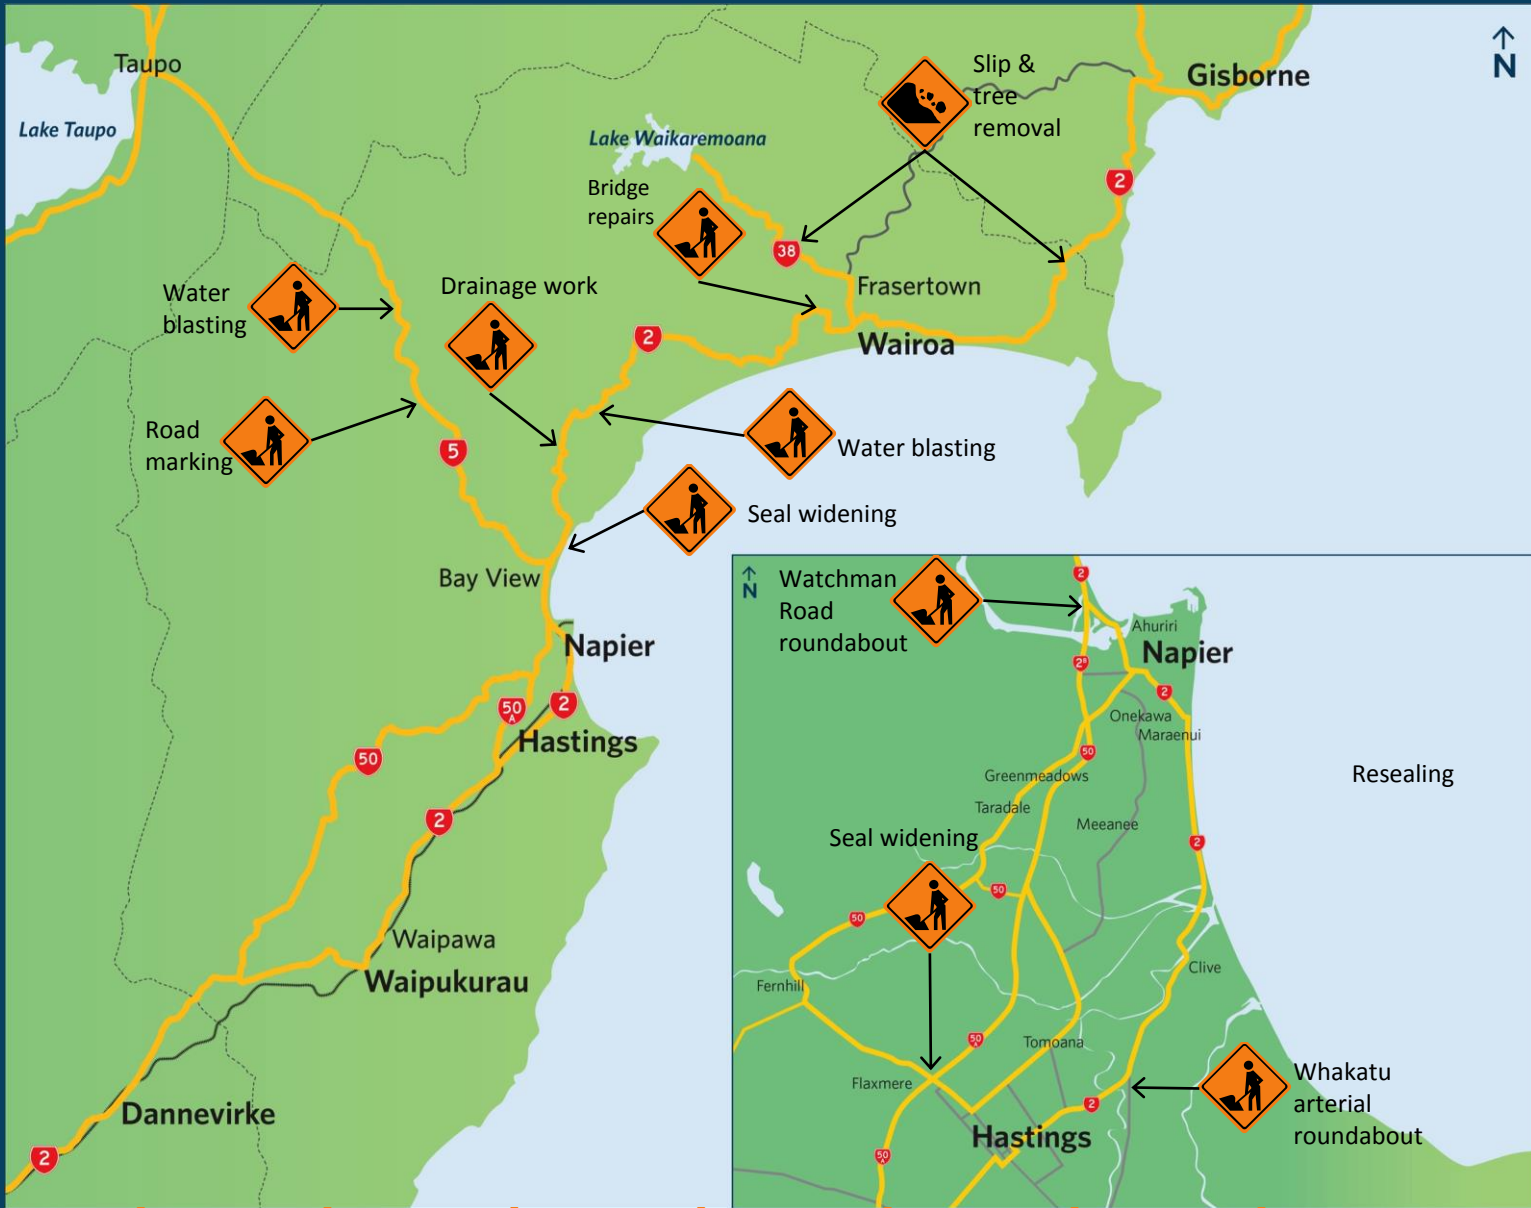 Taupo
Lake Taupo
Lake Waikaremoana
Slip &
tree
removal
Gisborne
N
2
Bridge
repairs
38
Frasertown
Wairoa
Water
blasting
Drainage work
2
Road
marking
5
Water blasting
Seal widening
Bay View
Napier
50
A
2
Hastings
50
2
Waipawa
Waipukurau
Dannevirke
2
N
Watchman
Road
roundabout
2
Ahuriri
Napier
2B
2
Onekawa
Maraenui
50
Greenmeadows
Taradale
Meeanee
Resealing
Seal widening
2
50
50
Clive
Fernhill
50
A
Tomoana
Flaxmere
2
Hastings
50
A
Whakatu
arterial
roundabout